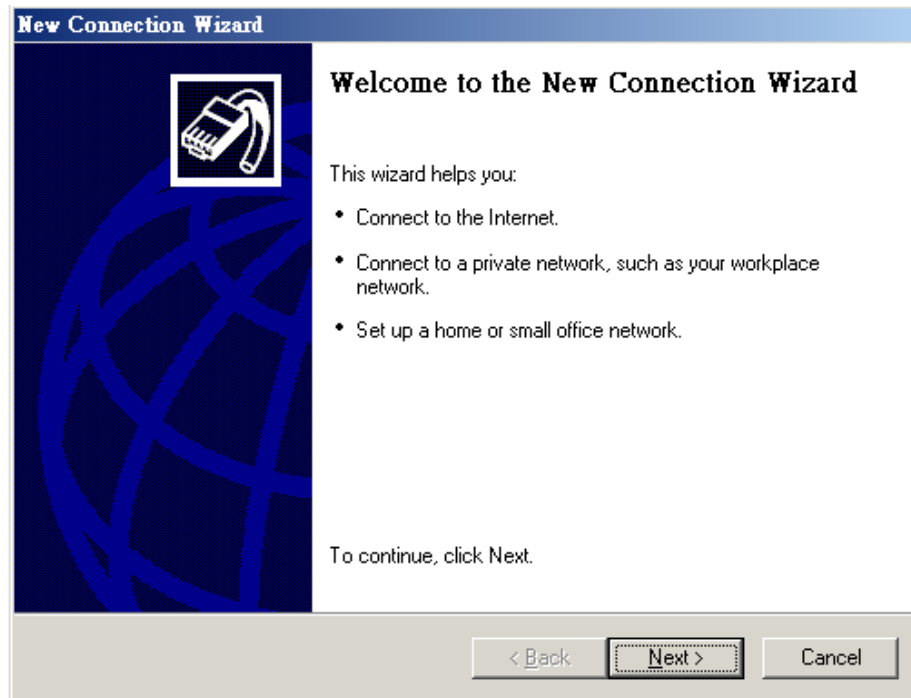 New Connection Wizard
Welcome to the New Connection Wizard
This wizard helps you:
• Connect to the Internet.
• Connect to a private network, such as your workplace
network.
• Set up a home or small office network.
To continue, click Next.
< Back
Next >
Cancel